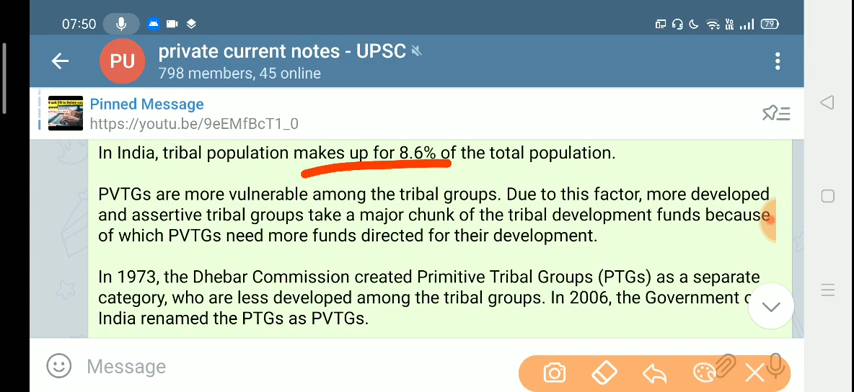 07:50
79
PU
private current notes - UPSC
798 members, 45 online
Pinned Message
https://youtu.be/9eEMfBcT1_0
In India, tribal population makes up for 8.6% of the total population.
PVTGs are more vulnerable among the tribal groups. Due to this factor, more developed
and assertive tribal groups take a major chunk of the tribal development funds because
of which PVTGs need more funds directed for their development.
In 1973, the Dhebar Commission created Primitive Tribal Groups (PTGs) as a separate
category, who are less developed among the tribal groups. In 2006, the Government
India renamed the PTGs as PVTGs.
Message